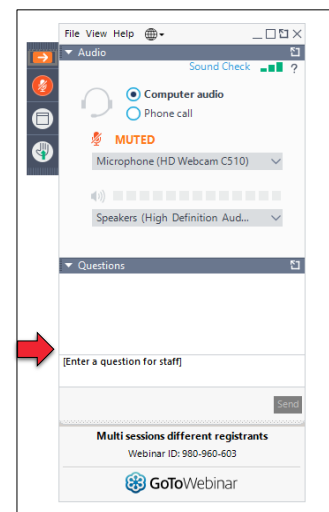 File View Help
Audio
Sound Check
?
Computer audio
Phone call
MUTED
Microphone (HD Webcam C510)
Speakers (High Definition Aud...
Questions
[Enter a question for staff]
Send
Multi sessions different registrants
Webinar ID: 980-960-603
GoToWebinar